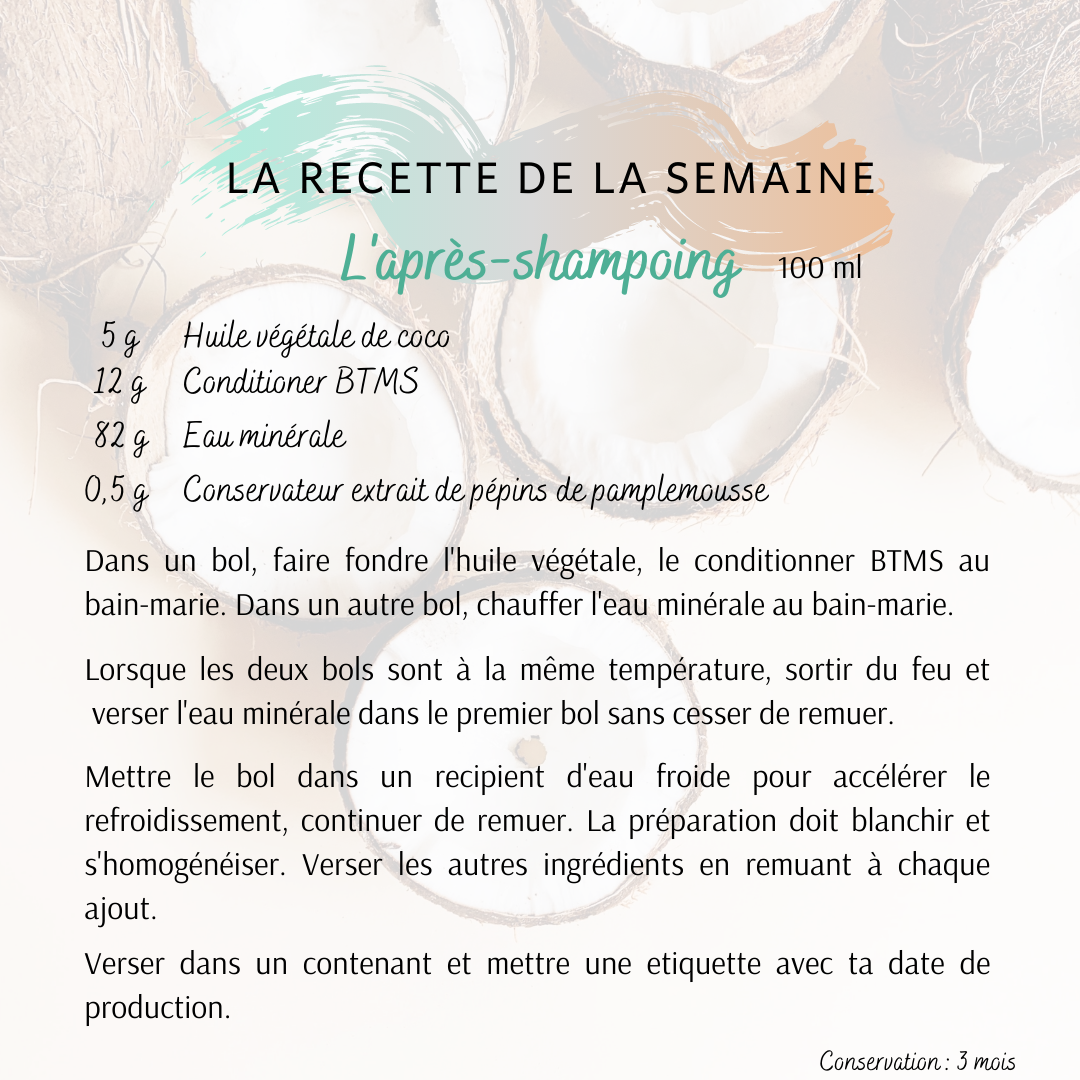 LA RECETTE DE LA SEMAINE
L'après-shampoing 100 ml
5 g Huile végétale de coco
12 g Conditioner BTMS
82 g Eau minérale
0,5 g Conservateur extrait de pépins de pamplemousse
Dans un bol, faire fondre l'huile végétale, le conditionner BTMS au
bain-marie. Dans un autre bol, chauffer l'eau minérale au bain-marie.
Lorsque les deux bols sont à la même température, sortir du feu et
verser l'eau minérale dans le premier bol sans cesser de remuer.
Mettre le bol dans un recipient d'eau froide pour accélérer le
refroidissement, continuer de remuer. La préparation doit blanchir et
s'homogénéiser. Verser les autres ingrédients en remuant à chaque
ajout.
Verser dans un contenant et mettre une etiquette avec ta date de
production.
Conservation : 3 mois